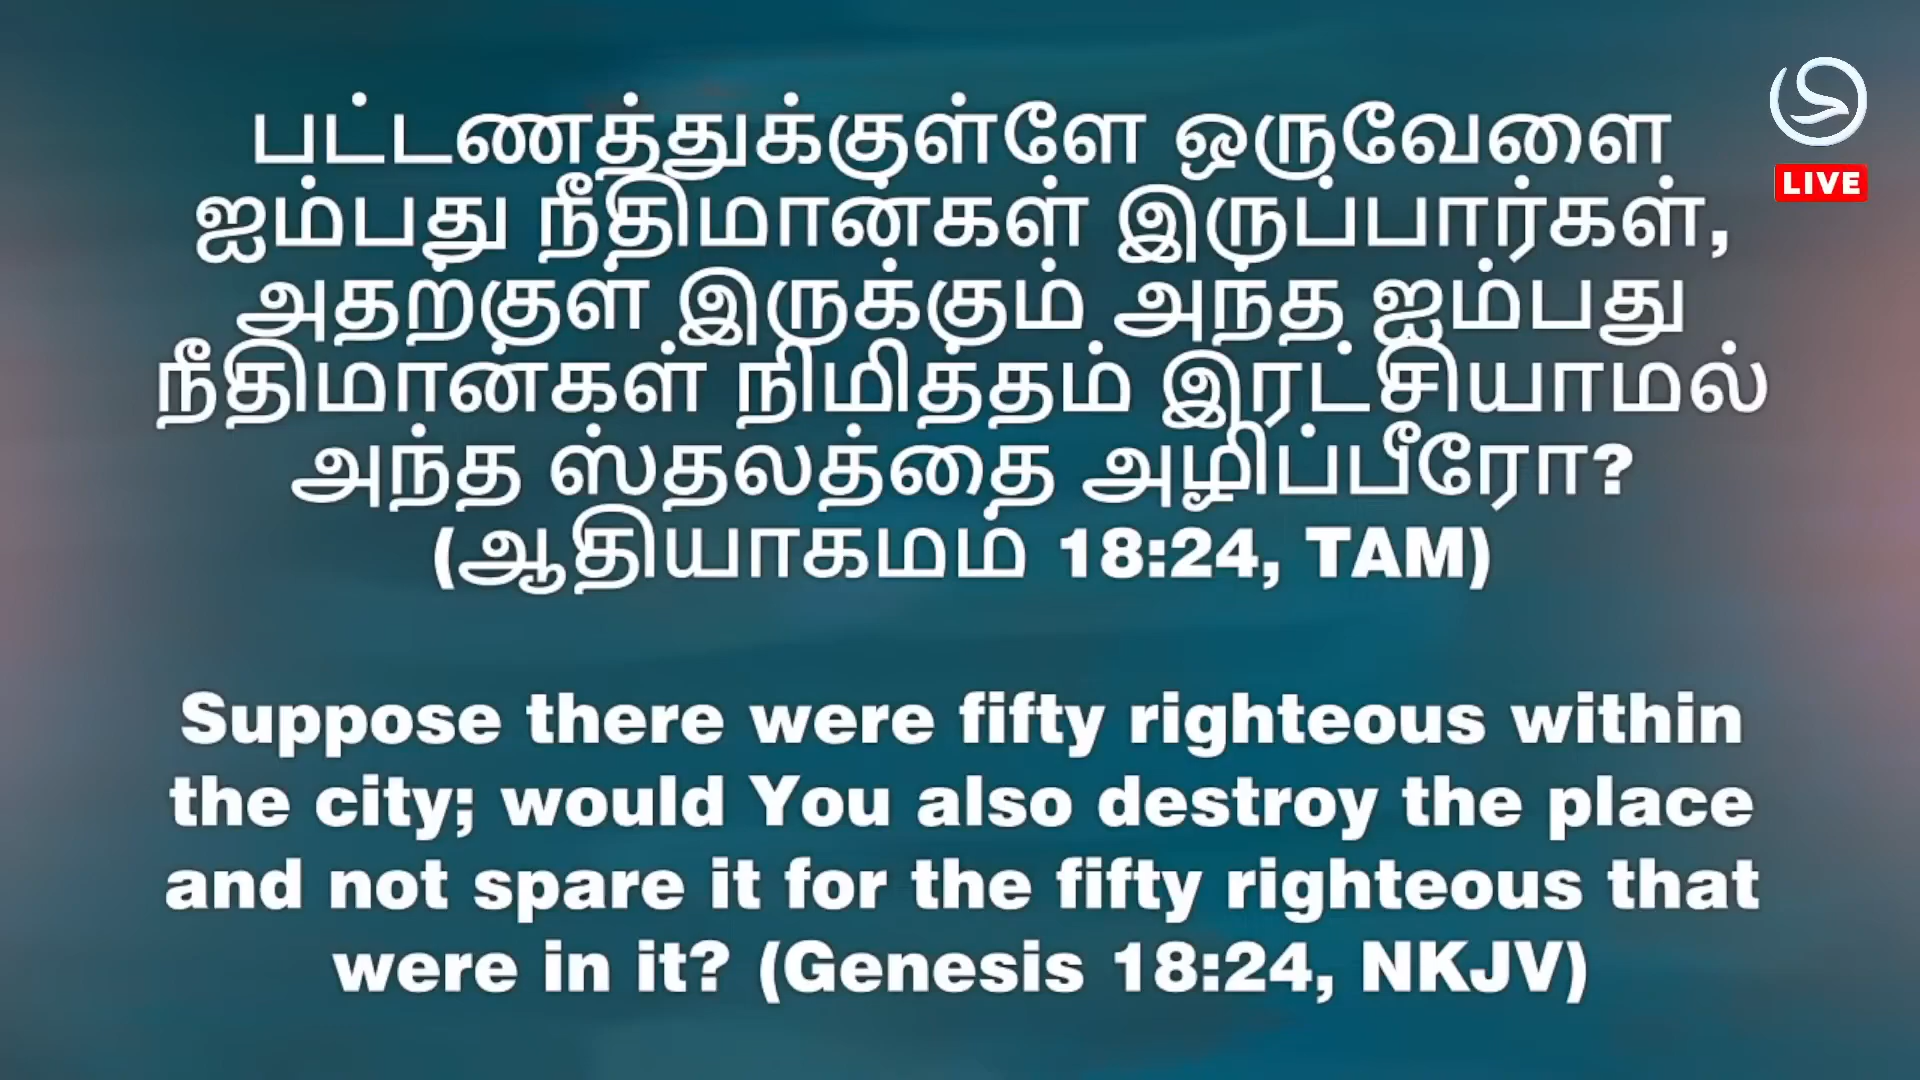 பட்டணத்துக்குள்ளே ஒருவேளை
ஐம்பது நீதிமான்கள் இருப்பார்கள்,
அதற்குள் இருக்கும் அந்த ஐம்பது
நீதிமான்கள் நிமித்தம் இரட்சியாமல்
அந்த ஸ்தலத்தை அழிப்பீரோ?
(ஆதியாகமம் 18:24, TAM)
Suppose there were fifty righteous within
the city; would You also destroy the place
and not spare it for the fifty righteous that
were in it? (Genesis 18:24, NKJV)
LIVE